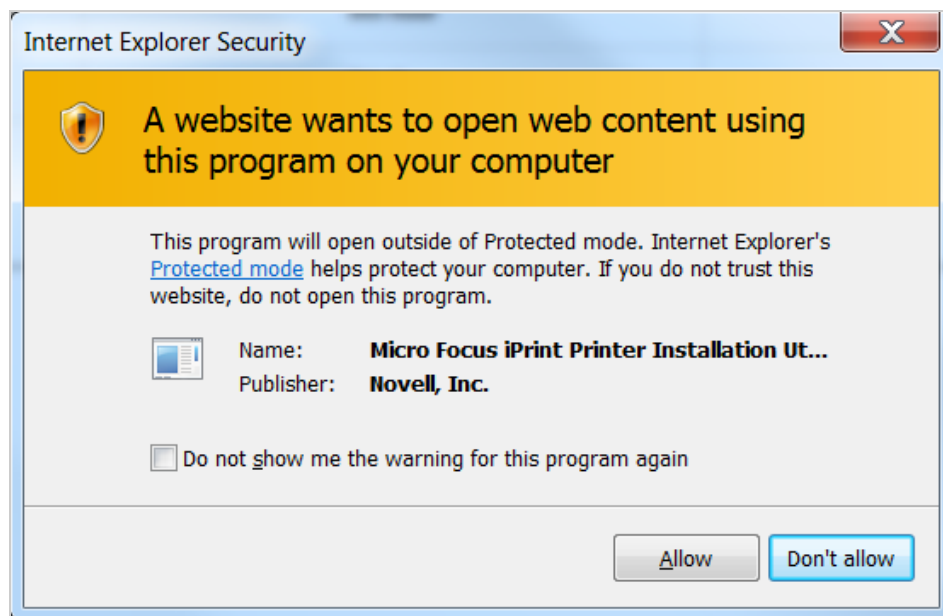 Internet Explorer Security
A website wants to open web content using
this program on your computer
This program will open outside of Protected mode. Internet Explorer's
Protected mode helps protect your computer. If you do not trust this
website, do not open this program.
Name: Micro Focus iPrint Printer Installation Ut...
Publisher: Novell, Inc.
Do not show me the warning for this program again
Allow Don't allow